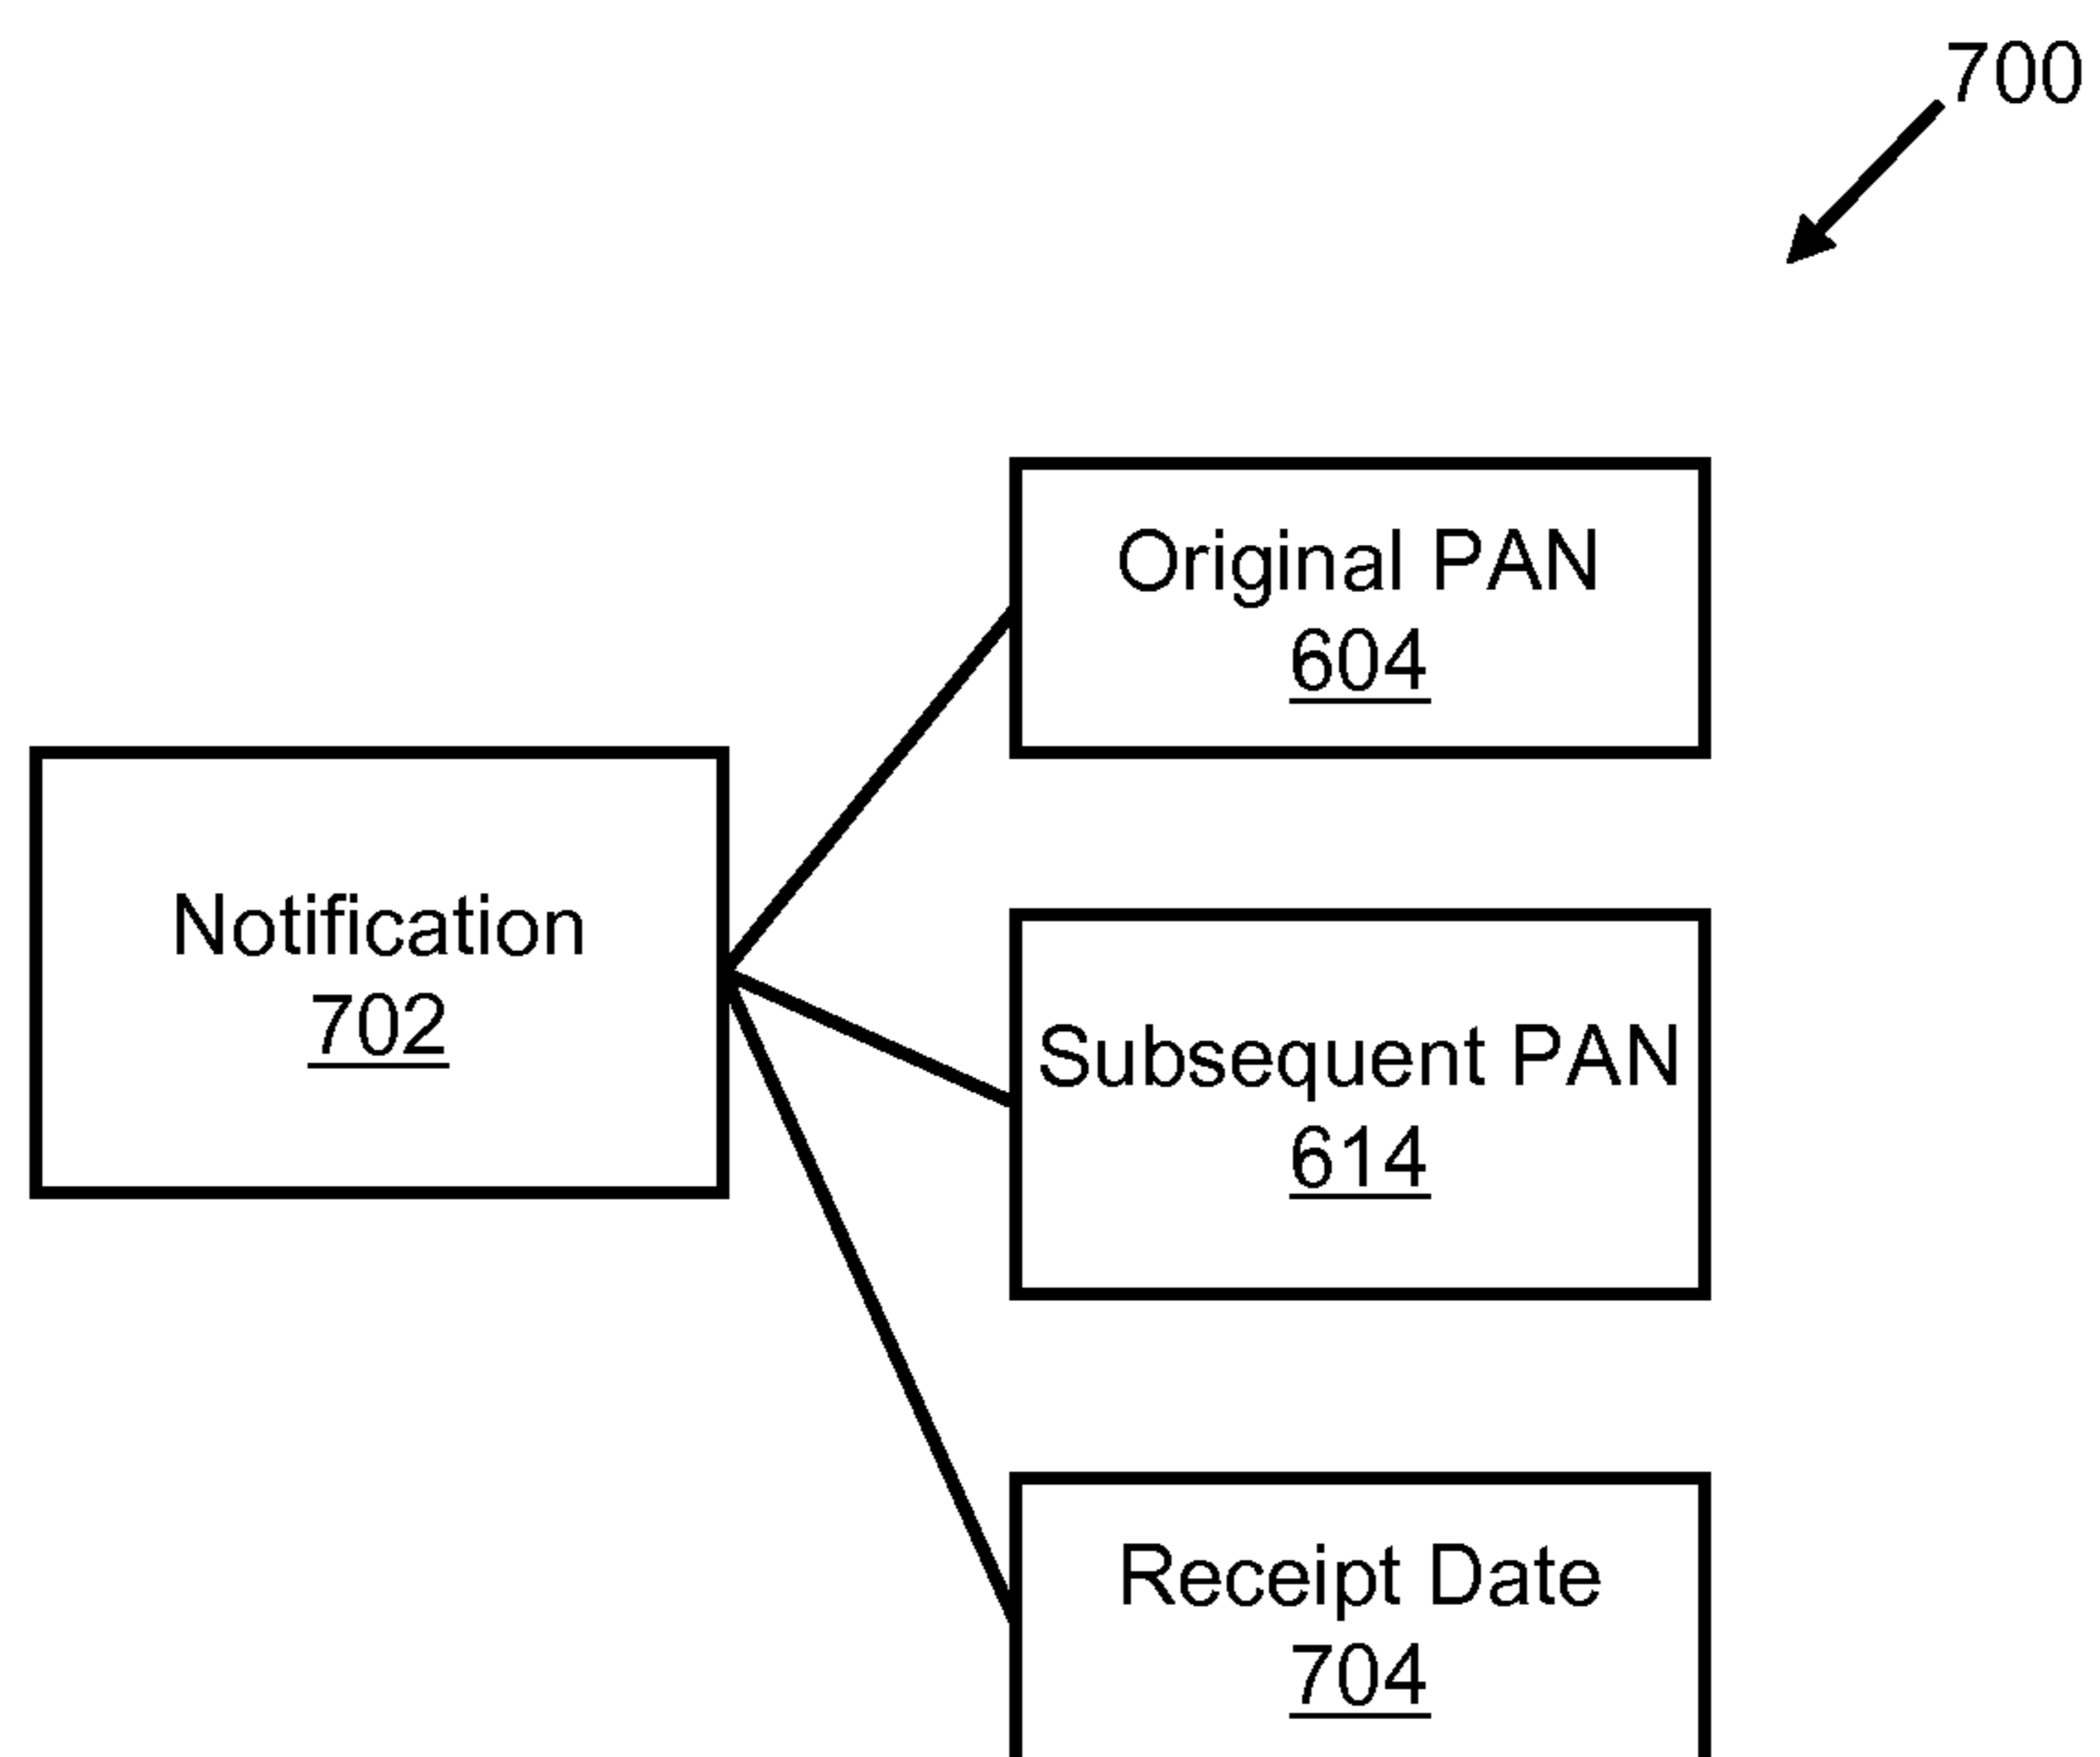 700
Original PAN
604
Notification
702
Subsequent PAN
614
Receipt Date
704